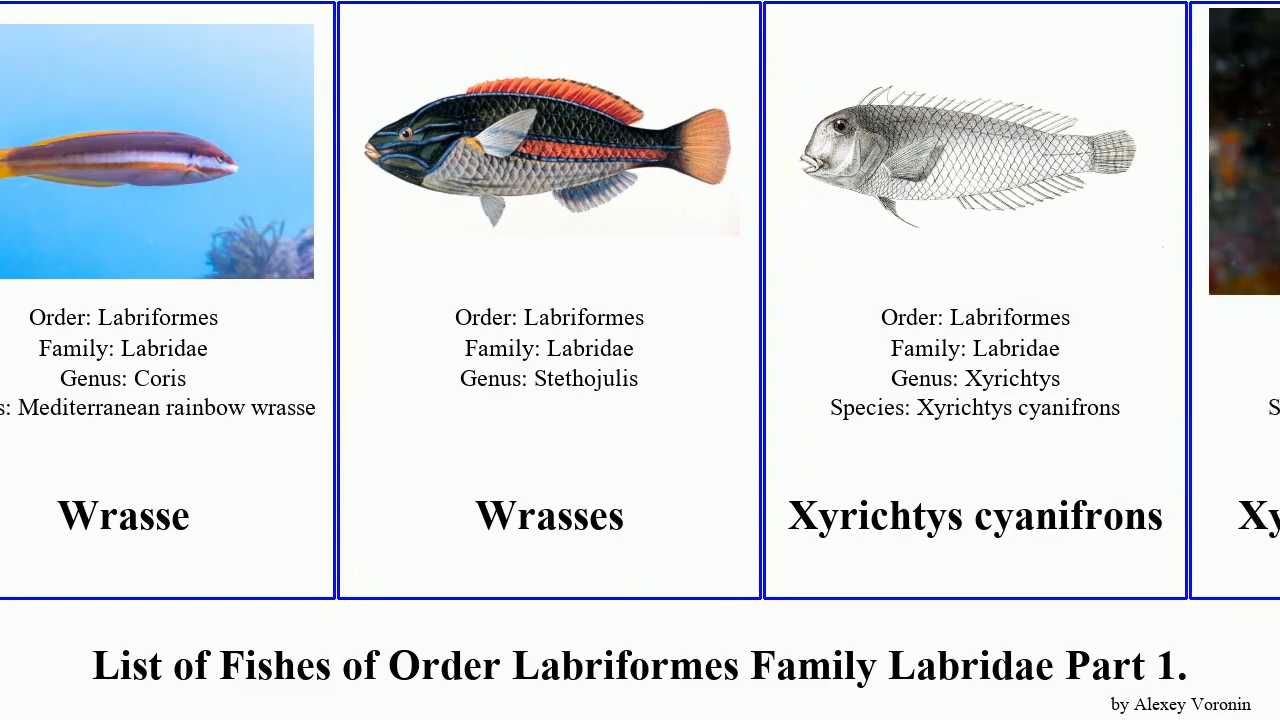 Order: Labriformes
Family: Labridae
Genus: Coris
s: Mediterranean rainbow wrasse
Wrasse
Order: Labriformes
Family: Labridae
Genus: Stethojulis
Wrasses
Order: Labriformes
Family: Labridae
Genus: Xyrichtys
Species: Xyrichtys cyanifrons
Xyrichtys cyanifrons
S
Xy
List of Fishes of Order Labriformes Family Labridae Part 1.
by Alexey Voronin